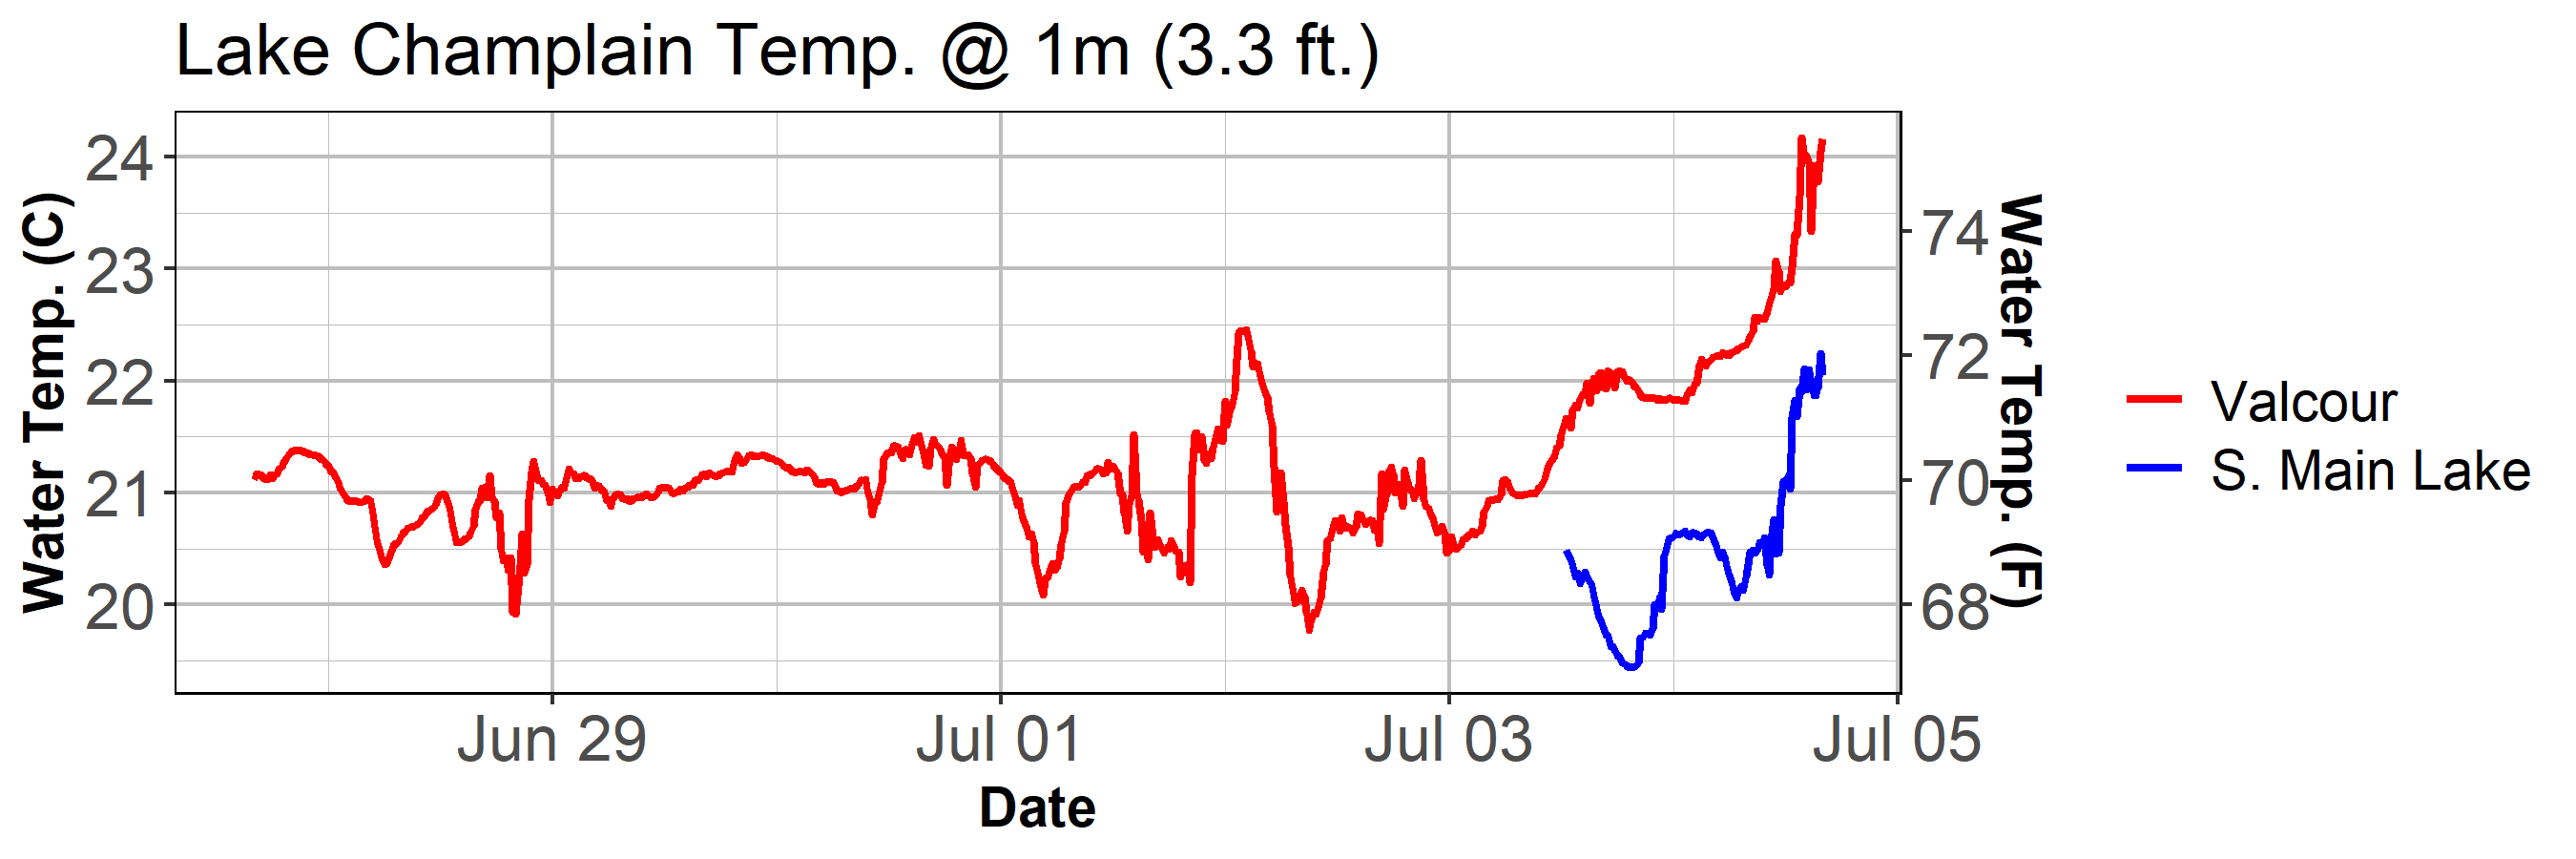 Lake Champlain Temp. @ 1m (3.3 ft.)
Water Temp. (C)
24
23
22
21
20
74
72
70
68
Water Temp. (F)
Jun 29
Jul 01
Jul 03
Jul 05
Date
Valcour
S. Main Lake